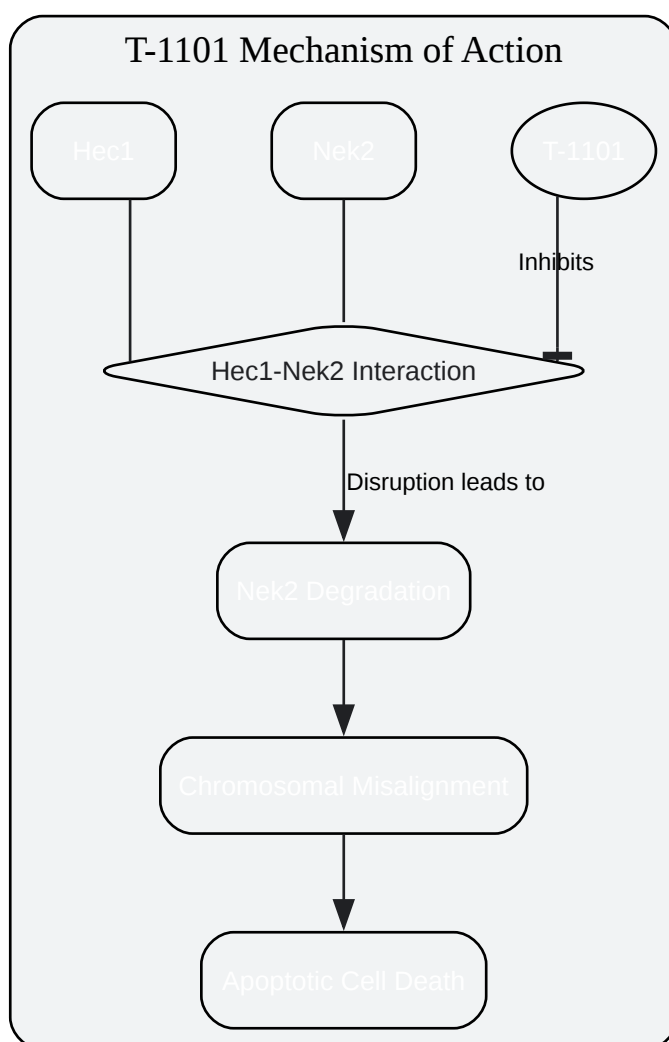 T-1101 Mechanism of Action
Hec1
Nek2
T-1101
Inhibits
Hec1-Nek2 Interaction
Disruption leads to
Nek2 Degradation
Chromosomal Misalignment
Apoptotic Cell Death